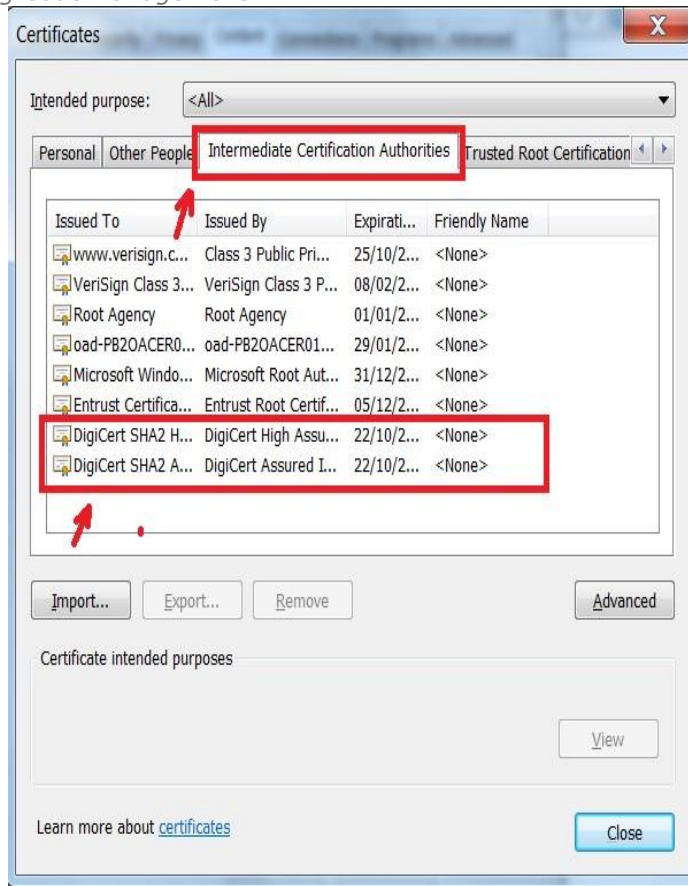 Certificates
Intended purpose: <All>
Personal Other People Intermediate Certification Authorities Trusted Root Certification
Issued To Issued By Expirati... Friendly Name
www.verisign.c... Class 3 Public Pri... 25/10/2... <None>
VeriSign Class 3... VeriSign Class 3 P... 08/02/2... <None>
Root Agency Root Agency 01/01/2... <None>
oad-PB2OACER0... oad-PB2OACER01... 29/01/2... <None>
Microsoft Windo... Microsoft Root Aut... 31/12/2... <None>
Entrust Certifica... Entrust Root Certif... 05/12/2... <None>
DigiCert SHA2 H... DigiCert High Assu... 22/10/2... <None>
DigiCert SHA2 A... DigiCert Assured I... 22/10/2... <None>
Import... Export... Remove Advanced
Certificate intended purposes
View
Learn more about certificates
Close